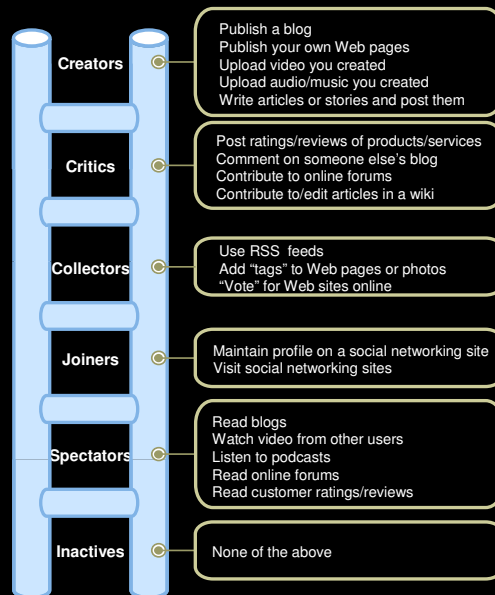 Creators
Publish a blog
Publish your own Web pages
Upload video you created
Upload audio/music you created
Write articles or stories and post them
Critics
Post ratings/reviews of products/services
Comment on someone else's blog
Contribute to online forums
Contribute to/edit articles in a wiki
Collectors
Use RSS feeds
Add “tags” to Web pages or photos
“Vote” for Web sites online
Joiners
Maintain profile on a social networking site
Visit social networking sites
Spectators
Read blogs
Watch video from other users
Listen to podcasts
Read online forums
Read customer ratings/reviews
Inactives
None of the above